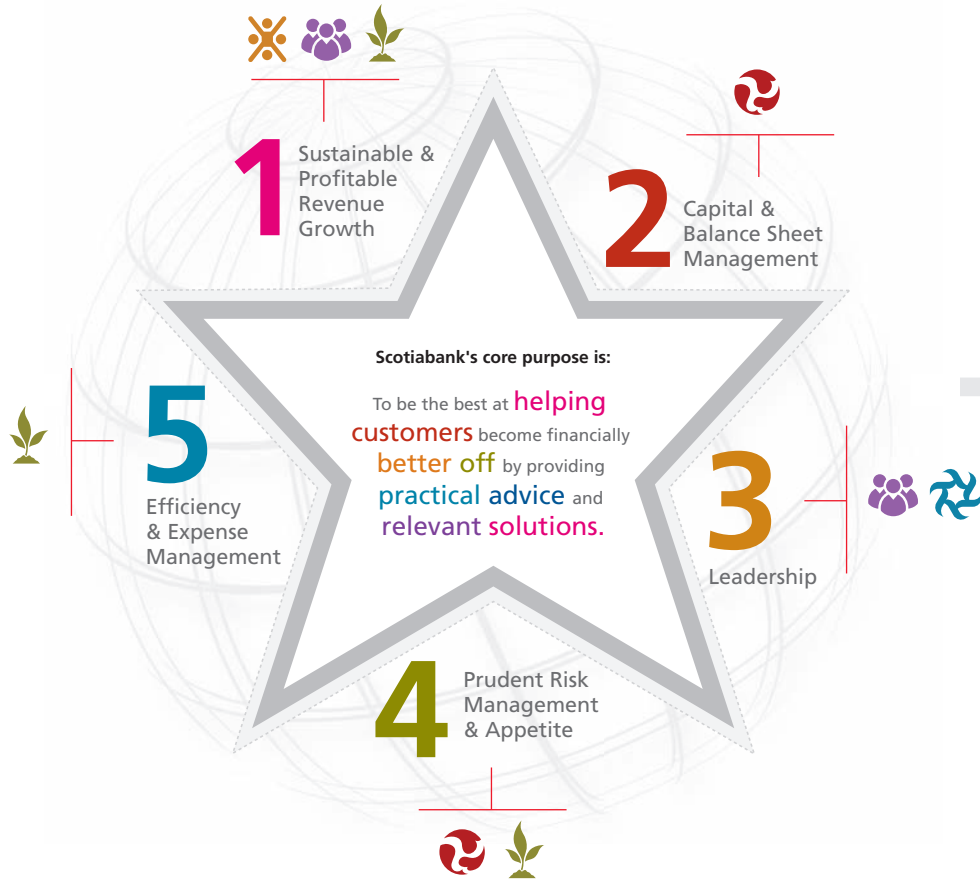 1
Sustainable &
Profitable
Revenue
Growth
2
Capital &
Balance Sheet
Management
Scotiabank's core purpose is:
To be the best at helping
customers become financially
better off by providing
practical advice and
relevant solutions.
3
Leadership
4
Prudent Risk
Management
& Appetite
5
Efficiency
& Expense
Management